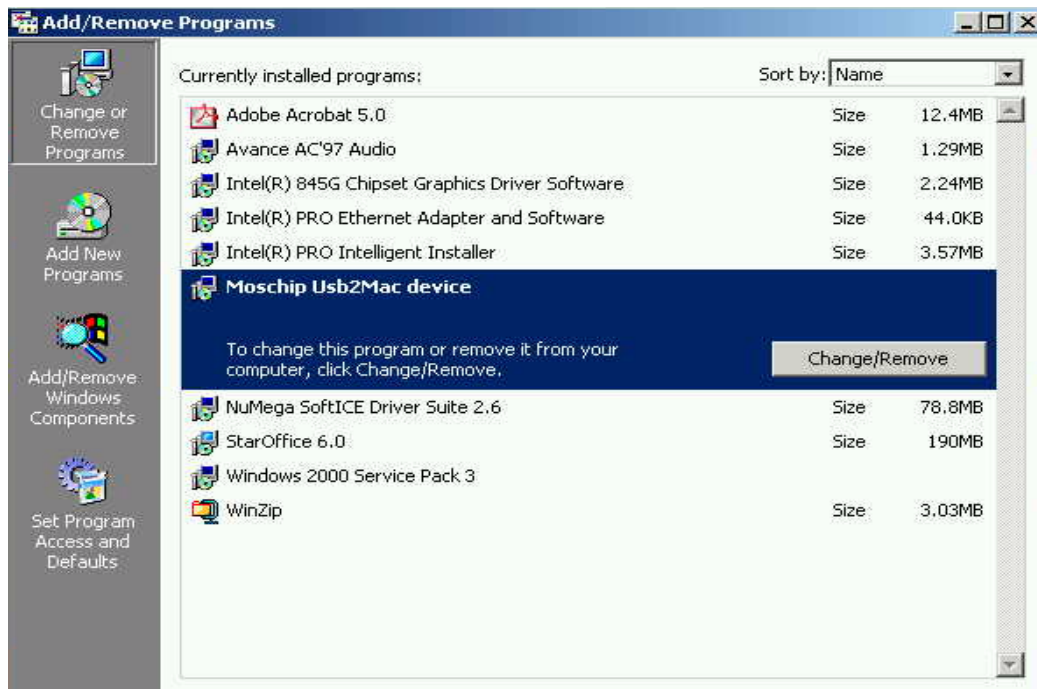 Add/Remove Programs
Change or
Remove
Programs
Add New
Programs
Add/Remove
Windows
Components
Set Program
Access and
Defaults
Currently installed programs: Sort by: Name
Adobe Acrobat 5.0 Size 12.4MB
Avance AC'97 Audio Size 1.29MB
Intel(R) 845G Chipset Graphics Driver Software Size 2.24MB
Intel(R) PRO Ethernet Adapter and Software Size 44.0KB
Intel(R) PRO Intelligent Installer Size 3.57MB
Moschip Usb2Mac device
To change this program or remove it from your
computer, click Change/Remove. Change/Remove
NuMega SoftICE Driver Suite 2.6 Size 78.8MB
StarOffice 6.0 Size 190MB
Windows 2000 Service Pack 3
WinZip Size 3.03MB